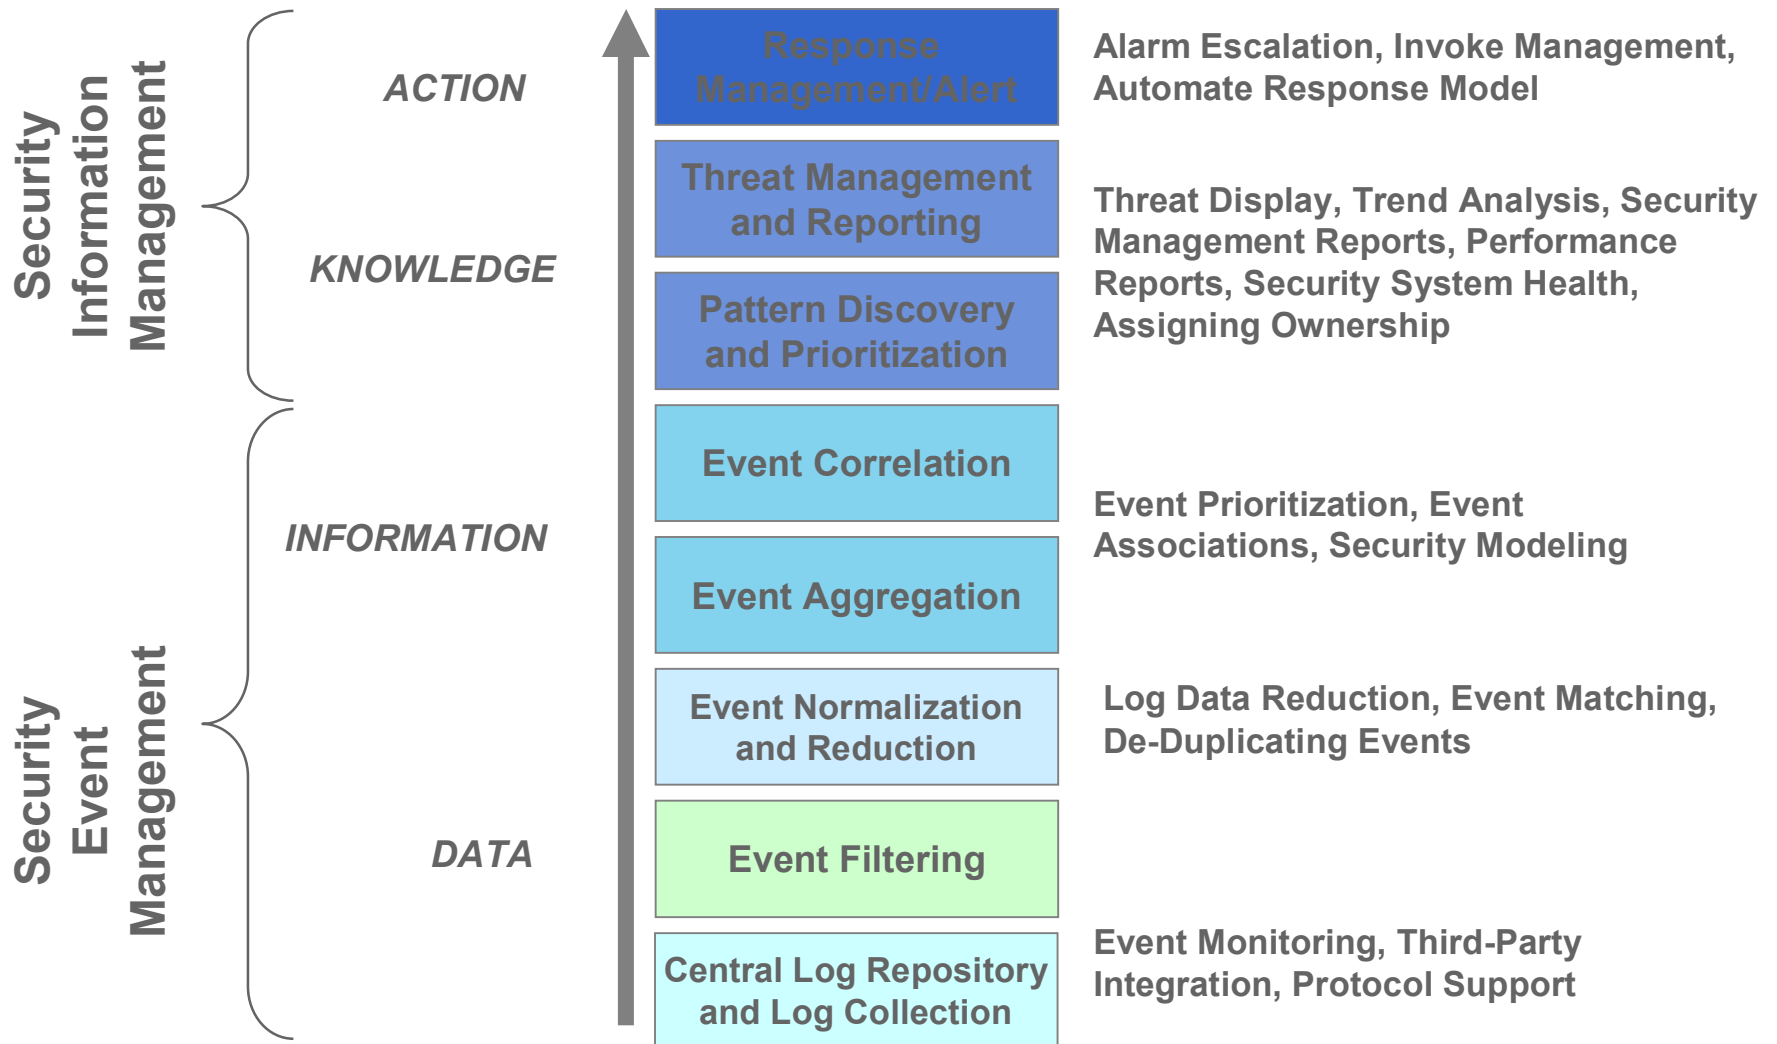 Security
Information
Management
ACTION
KNOWLEDGE
Response
Management/Alert
Alarm Escalation, Invoke Management,
Automate Response Model
Threat Management
and Reporting
Pattern Discovery
and Prioritization
Threat Display, Trend Analysis, Security
Management Reports, Performance
Reports, Security System Health,
Assigning Ownership
Security
Event
Management
INFORMATION
DATA
Event Correlation
Event Aggregation
Event Prioritization, Event
Associations, Security Modeling
Event Normalization
and Reduction
Log Data Reduction, Event Matching,
De-Duplicating Events
Event Filtering
Central Log Repository
and Log Collection
Event Monitoring, Third-Party
Integration, Protocol Support